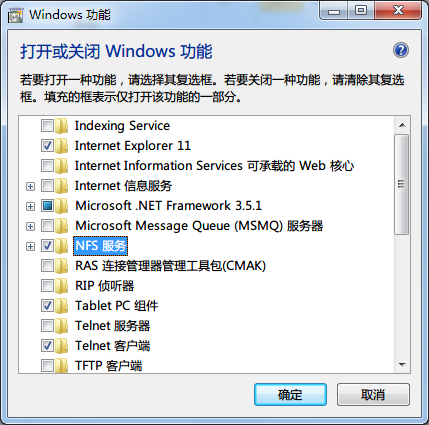 Windows 功能
打开或关闭 Windows 功能
若要打开一种功能，请选择其复选框。若要关闭一种功能，请清除其复选
框。填充的框表示仅打开该功能的一部分。
Indexing Service
Internet Explorer 11
Internet Information Services 可承载的 Web 核心
Internet 信息服务
Microsoft .NET Framework 3.5.1
Microsoft Message Queue (MSMQ) 服务器
NFS 服务
RAS 连接管理器管理工具包(CMAK)
RIP 侦听器
Tablet PC 组件
Telnet 服务器
Telnet 客户端
TFTP 客户端
确定
取消